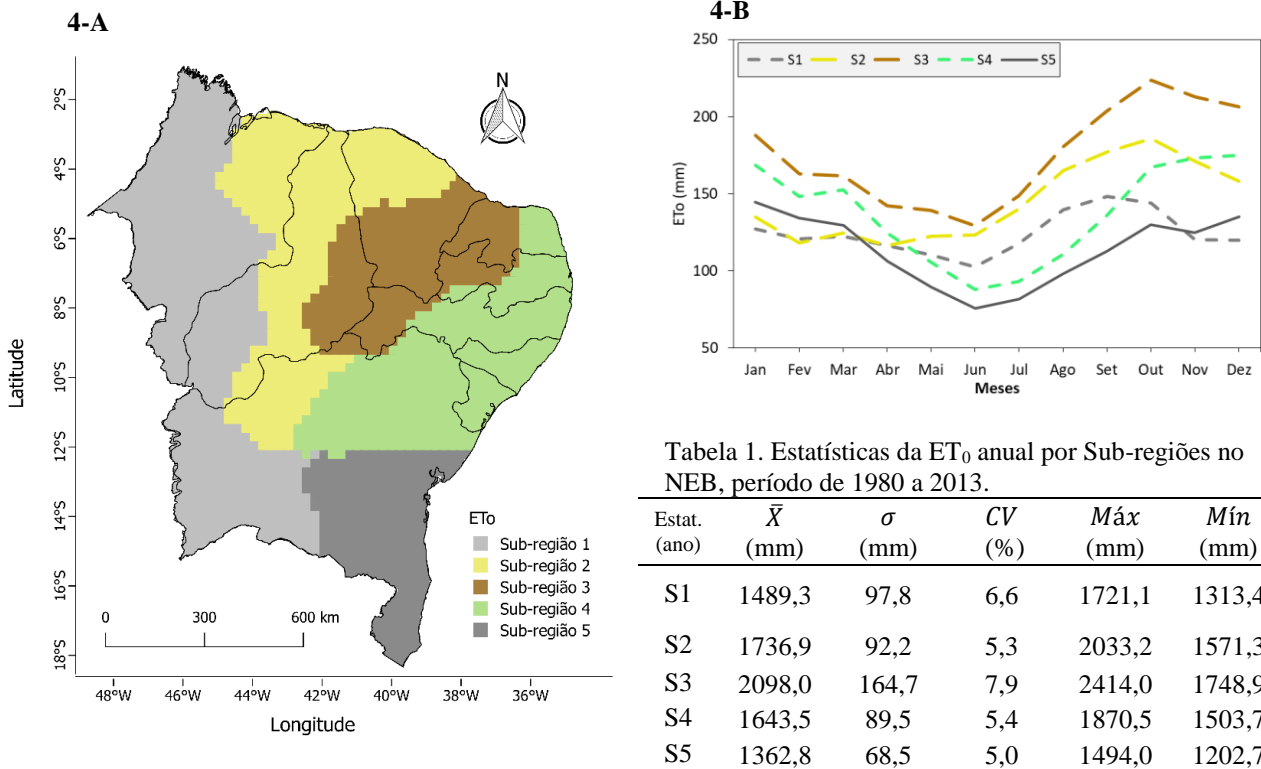 4-A
N
2°S
4°S
6°S
8°S
10°S
12°S
14°S
16°S
18°S
Latitude
ETo
Sub-região 1
Sub-região 2
Sub-região 3
Sub-região 4
Sub-região 5
0 300 600 km
48°W 46°W 44°W 42°W 40°W 38°W 36°W
Longitude
4-B
250
200
150
100
50
ETo (mm)
S1 S2 S3 S4 S5
Jan Fev Mar Abr Mai Jun Jul Ago Set Out Nov Dez
Meses
Tabela 1. Estatísticas da ET₀ anual por Sub-regiões no
NEB, período de 1980 a 2013.
Estat. X̄ σ CV Máx Mín
(ano) (mm) (mm) (%) (mm) (mm)
S1 1489,3 97,8 6,6 1721,1 1313,4
S2 1736,9 92,2 5,3 2033,2 1571,3
S3 2098,0 164,7 7,9 2414,0 1748,9
S4 1643,5 89,5 5,4 1870,5 1503,7
S5 1362,8 68,5 5,0 1494,0 1202,7